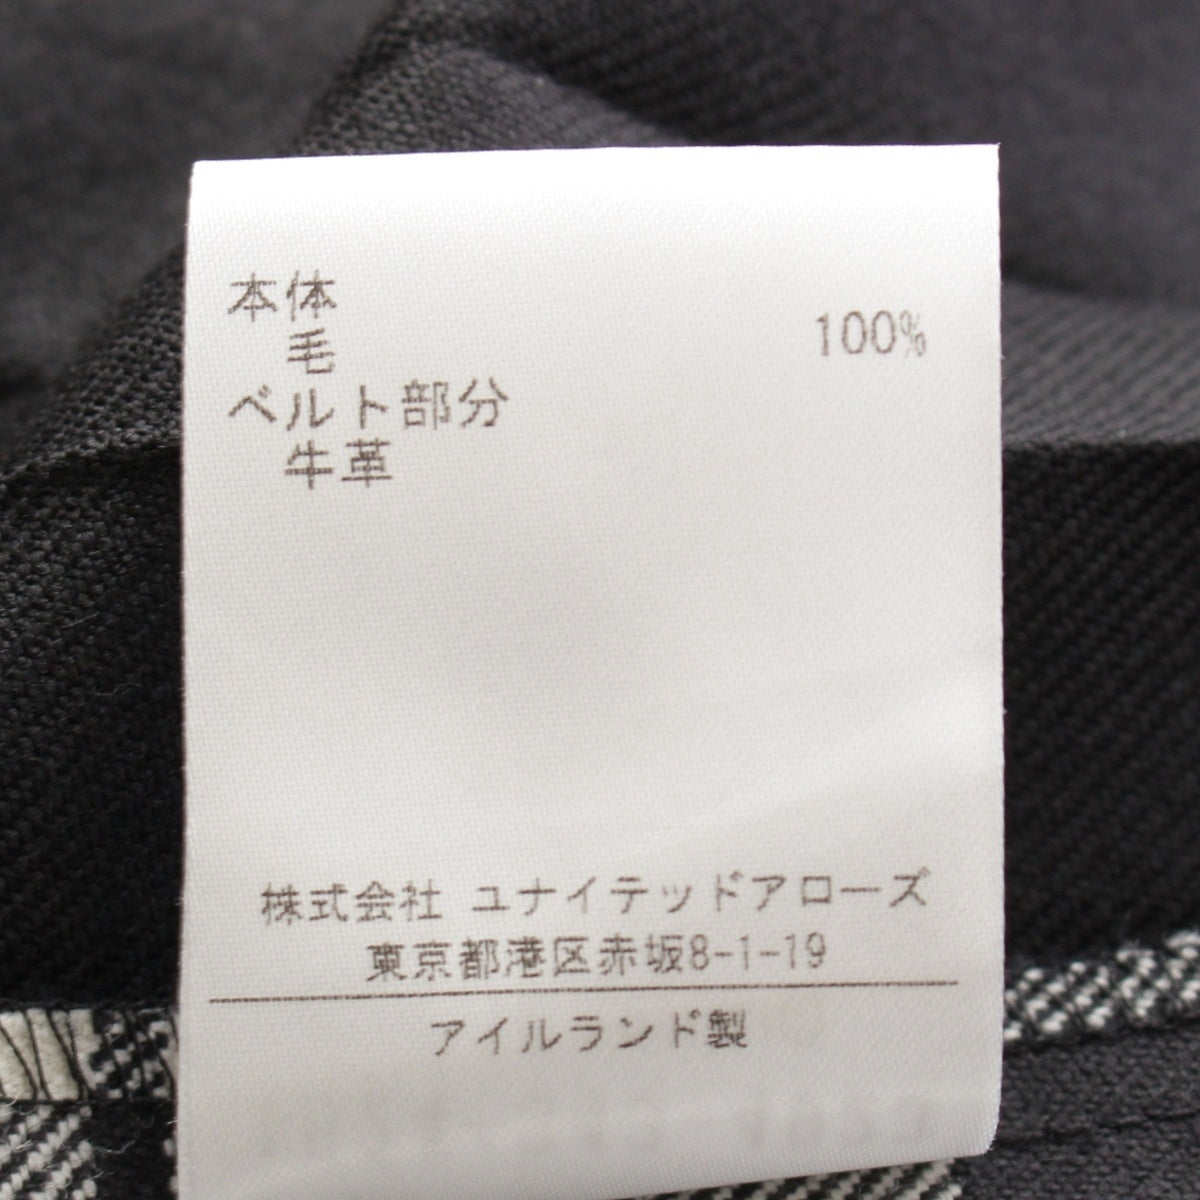 本体
毛 100%
ベルト部分
牛革
株式会社 ユナイテッドアローズ
東京都港区赤坂8-1-19
アイルランド製